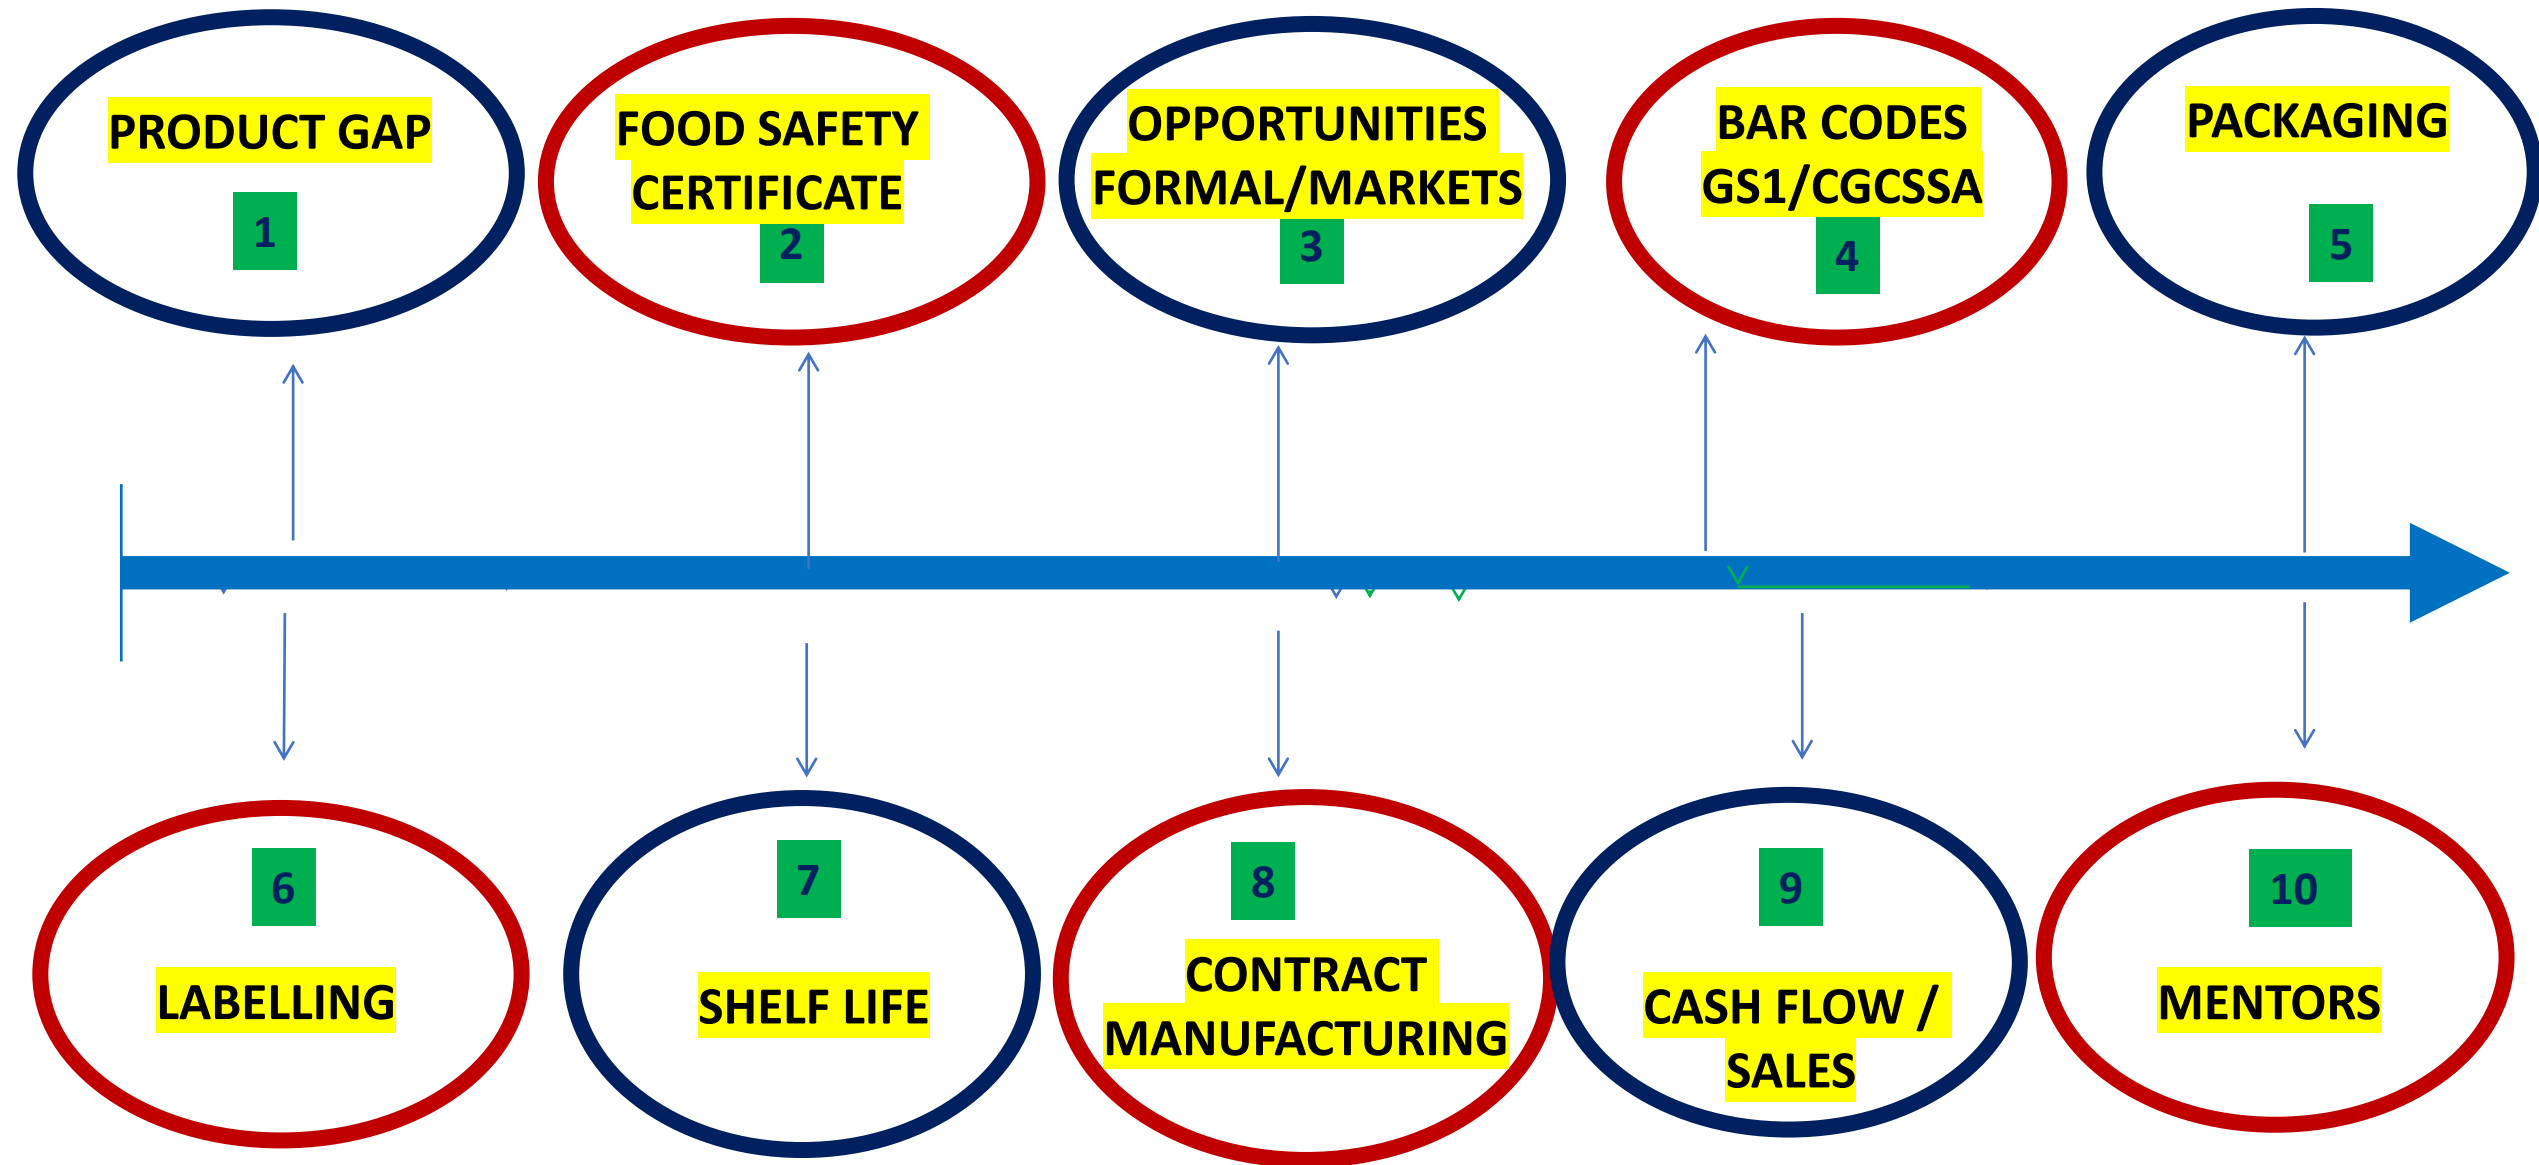 PRODUCT GAP
1
FOOD SAFETY
CERTIFICATE
2
OPPORTUNITIES
FORMAL/MARKETS
3
BAR CODES
GS1/CGCSSA
4
PACKAGING
5
6
LABELLING
7
SHELF LIFE
8
CONTRACT
MANUFACTURING
9
CASH FLOW /
SALES
10
MENTORS